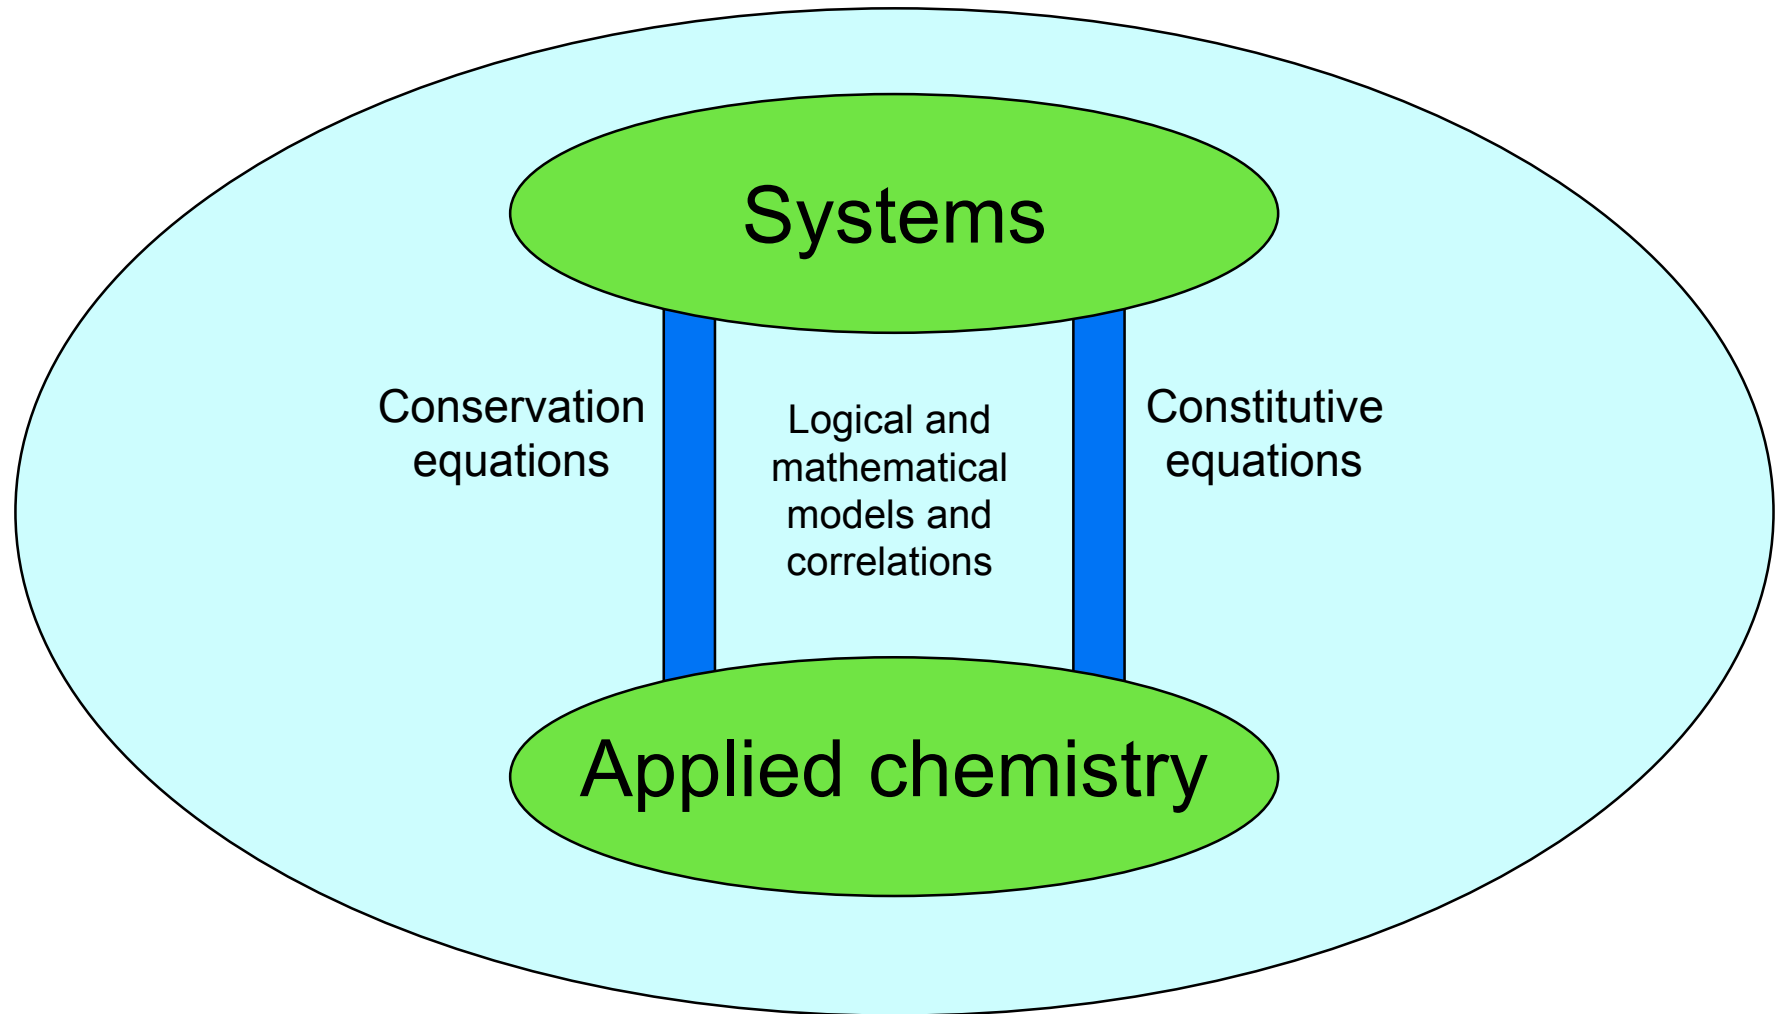 Systems
Conservation
equations
Logical and
mathematical
models and
correlations
Constitutive
equations
Applied chemistry